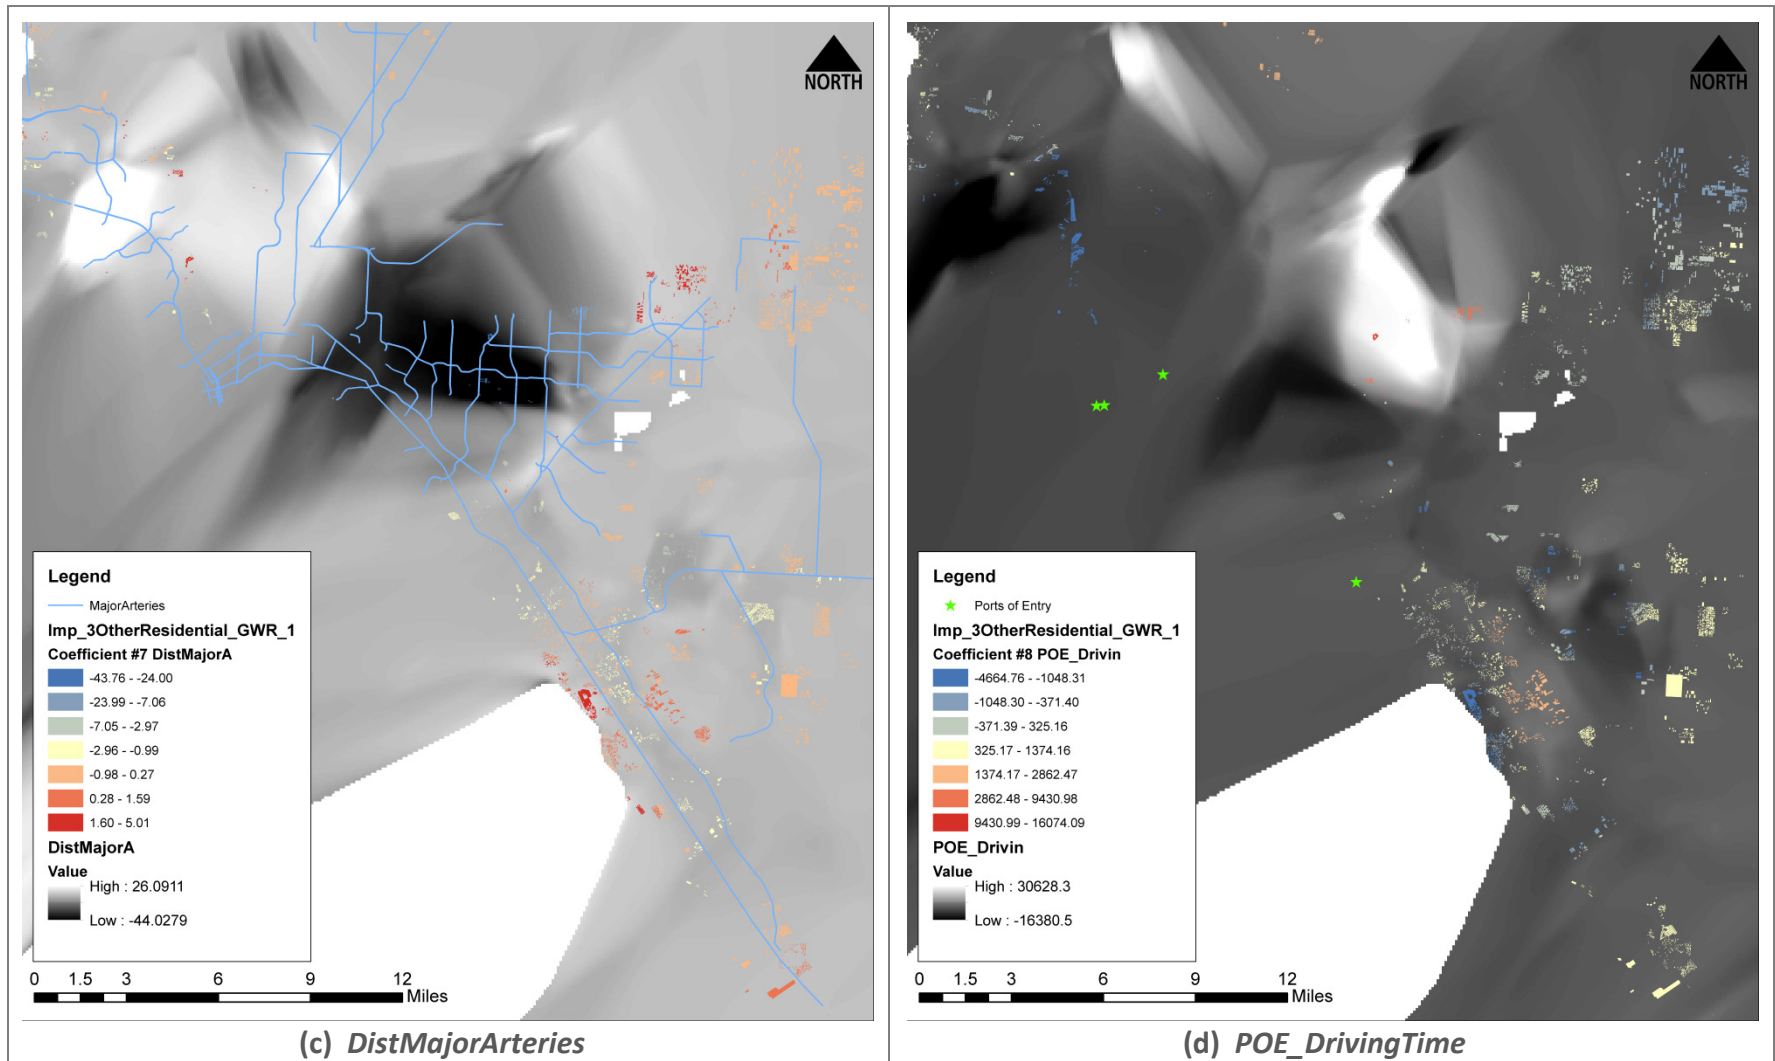 NORTH
Legend
MajorArteries
Imp_3OtherResidential_GWR_1
Coefficient #7 DistMajorA
-43.76 - -24.00
-23.99 - -7.06
-7.05 - -2.97
-2.96 - -0.99
-0.98 - 0.27
0.28 - 1.59
1.60 - 5.01
DistMajorA
Value
High : 26.0911
Low : -44.0279
0 1.5 3 6 9 12
Miles
(c) DistMajorArteries
NORTH
Legend
Ports of Entry
Imp_3OtherResidential_GWR_1
Coefficient #8 POE_Drivin
-4664.76 - -1048.31
-1048.30 - -371.40
-371.39 - 325.16
325.17 - 1374.16
1374.17 - 2862.47
2862.48 - 9430.98
9430.99 - 16074.09
POE_Drivin
Value
High : 30628.3
Low : -16380.5
0 1.5 3 6 9 12
Miles
(d) POE_DrivingTime